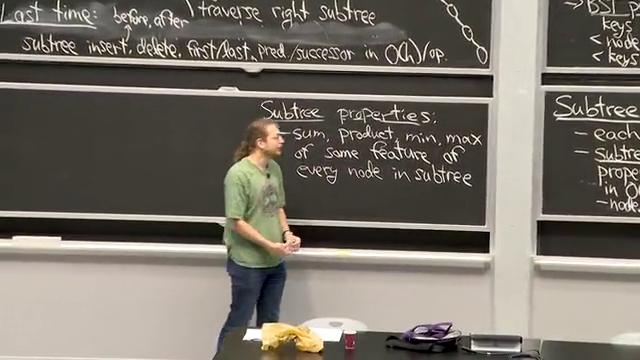 Last time: before, after
traverse right subtree
subtree insert, delete, first/last, pred/successor in O(h)/op.
Subtree properties:
- sum, product, min, max
of some feature of
every node in subtree
→ BST
keys
< node
< keys
Subtree
- each
- Subtre
prope
in O
- node